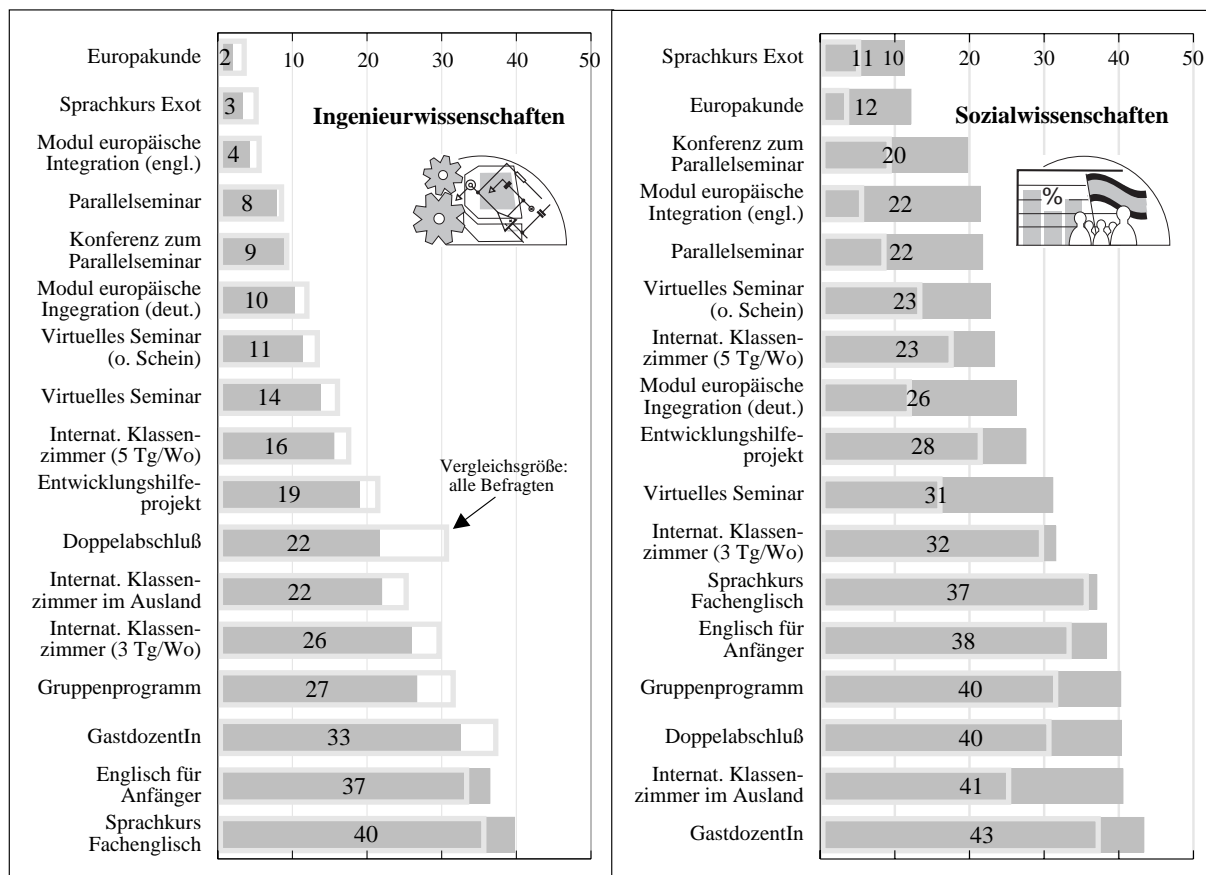 2 10 20 30 40 50
Europakunde
Sprachkurs Exot
3
Ingenieurwissenschaften
Modul europäische
Integration (engl.)
4
Parallelseminar
8
Konferenz zum
Parallelseminar
9
Modul europäische
Ingegration (deut.)
10
Virtuelles Seminar
(o. Schein)
11
Virtuelles Seminar
14
Internat. Klassen-
zimmer (5 Tg/Wo)
16
Entwicklungshilfe-
projekt
19
Vergleichsgröße:
alle Befragten
Doppelabschluß
22
Internat. Klassen-
zimmer im Ausland
22
Internat. Klassen-
zimmer (3 Tg/Wo)
26
Gruppenprogramm
27
GastdozentIn
33
Englisch für
Anfänger
37
Sprachkurs
Fachenglisch
40
11 10 20 30 40 50
Sprachkurs Exot
Europakunde
12
Sozialwissenschaften
Konferenz zum
Parallelseminar
20
%
Modul europäische
Integration (engl.)
22
Parallelseminar
22
Virtuelles Seminar
(o. Schein)
23
Internat. Klassen-
zimmer (5 Tg/Wo)
23
Modul europäische
Ingegration (deut.)
26
Entwicklungshilfe-
projekt
28
Virtuelles Seminar
31
Internat. Klassen-
zimmer (3 Tg/Wo)
32
Sprachkurs
Fachenglisch
37
Englisch für
Anfänger
38
Gruppenprogramm
40
Doppelabschluß
40
Internat. Klassen-
zimmer im Ausland
41
GastdozentIn
43